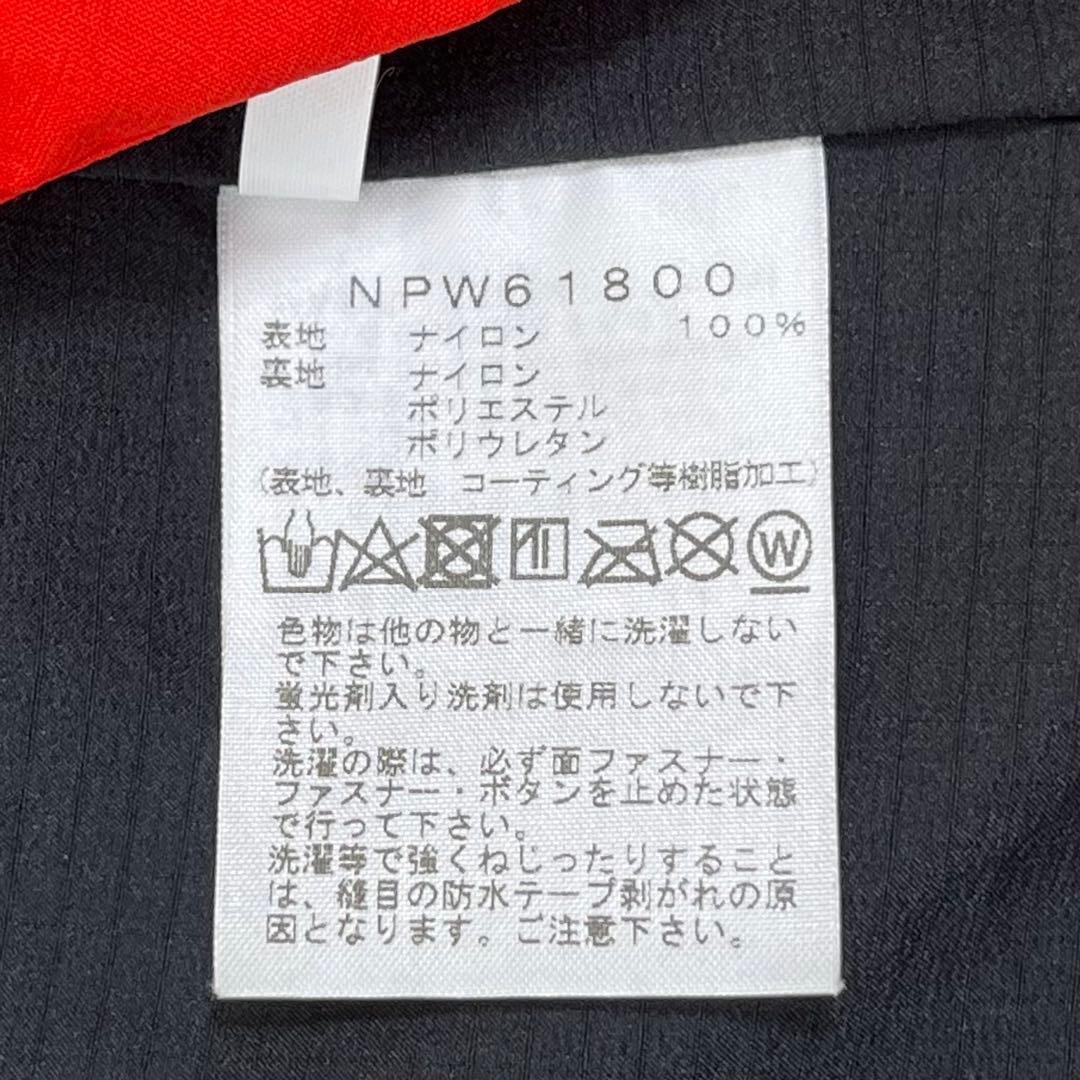 NPW61800
表地 ナイロン 100%
裏地 ナイロン
ポリエステル
ポリウレタン
(表地、裏地 コーティング等樹脂加工)
W
色物は他の物と一緒に洗濯しない
で下さい。
蛍光剤入り洗剤は使用しないで下
さい。
洗濯の際は、必ず面ファスナー・
ファスナー・ボタンを止めた状態
で行って下さい。
洗濯等で強くねじったりすること
は、縫目の防水テープ剥がれの原
因となります。ご注意下さい。